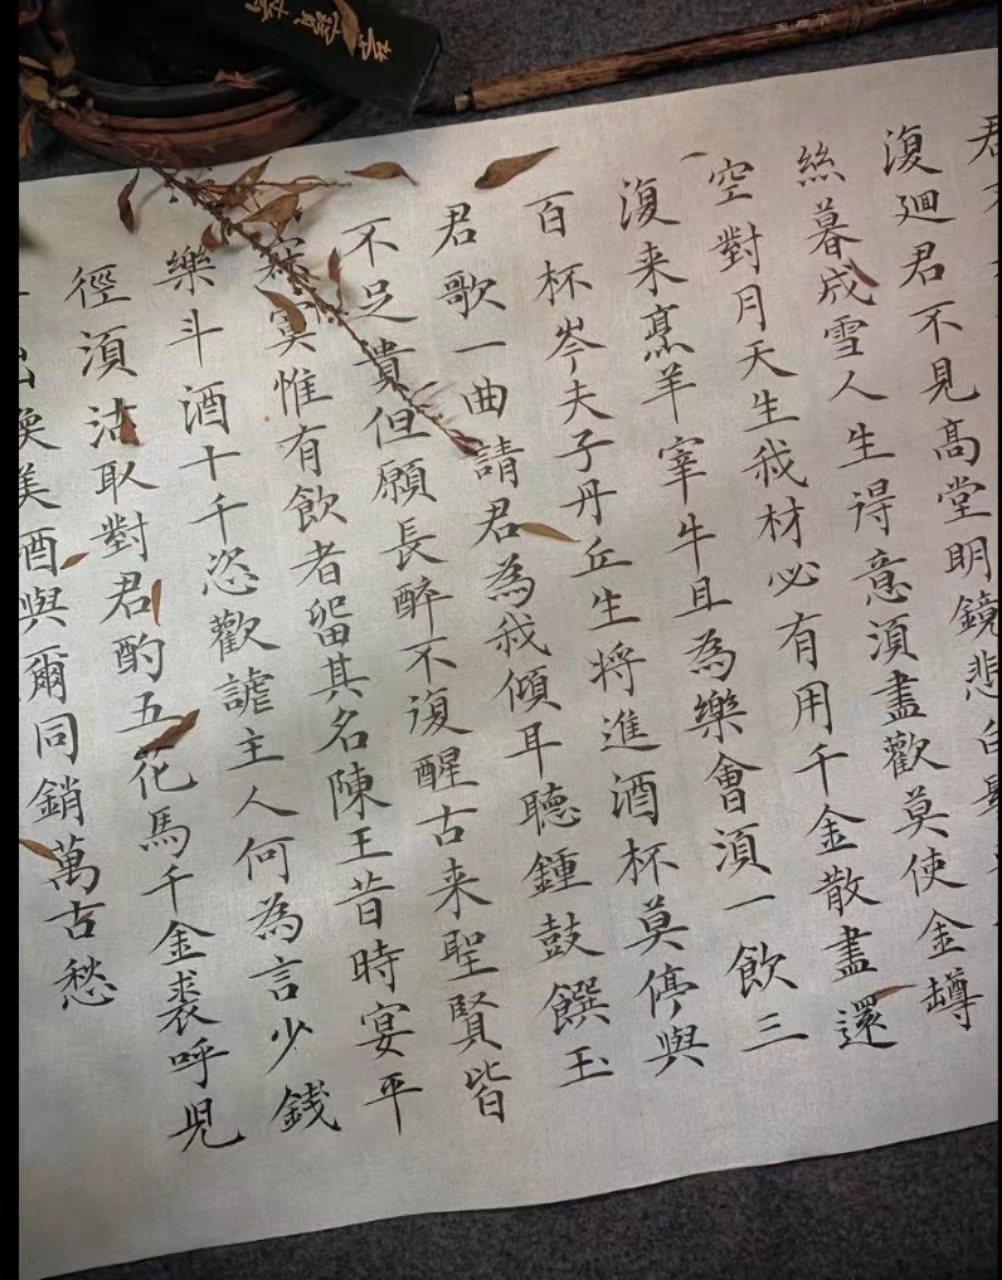 君
復迴君不見高堂明鏡悲白髮
絲暮成雪人生得意須盡歡莫使金罇
空對月天生我材必有用千金散盡還
復来烹羊宰牛且為樂會須一飲三
百杯岑夫子丹丘生将進酒杯莫停與
君歌一曲請君為我傾耳聽鍾鼓饌玉
不足貴但願長醉不復醒古来聖賢皆
寂寞惟有飲者留其名陳王昔時宴平
樂斗酒十千恣歡謔主人何為言少錢
徑須沽取對君酌五花馬千金裘呼兒
出換美酒與爾同銷萬古愁